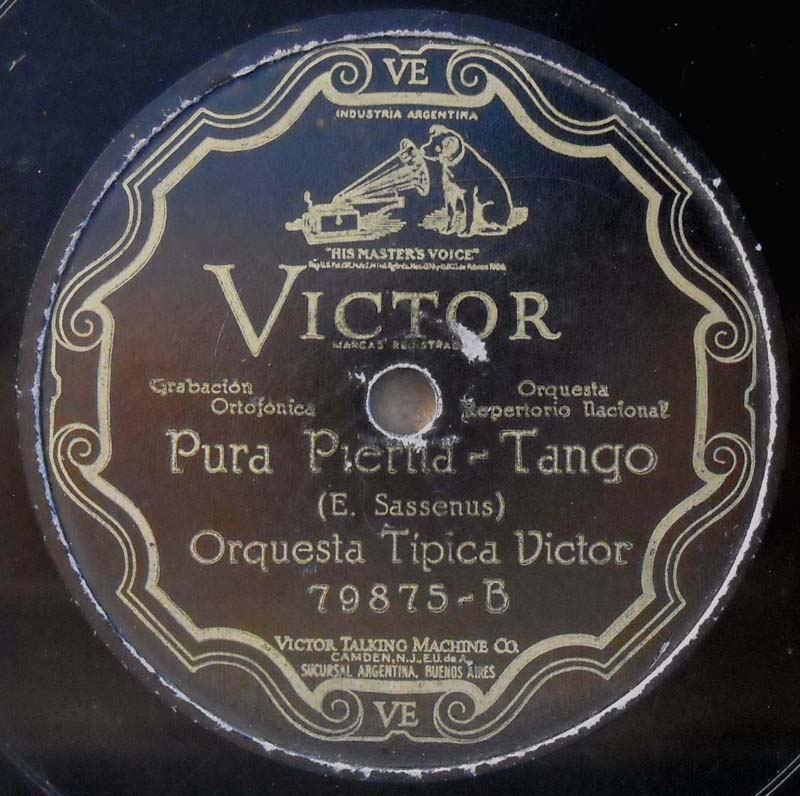 VE
INDUSTRIA ARGENTINA
"HIS MASTER'S VOICE"
VICTOR
MARCAS REGISTRAD
Grabación
Ortofónica
Orquesta
Repertorio Nacional
Pura Pierna - Tango
(E. Sassenus)
Orquesta Típica Victor
79875-B
VICTOR TALKING MACHINE CO.
CAMDEN, N.J., E.U. de A.
SUCURSAL ARGENTINA, BUENOS AIRES
VE